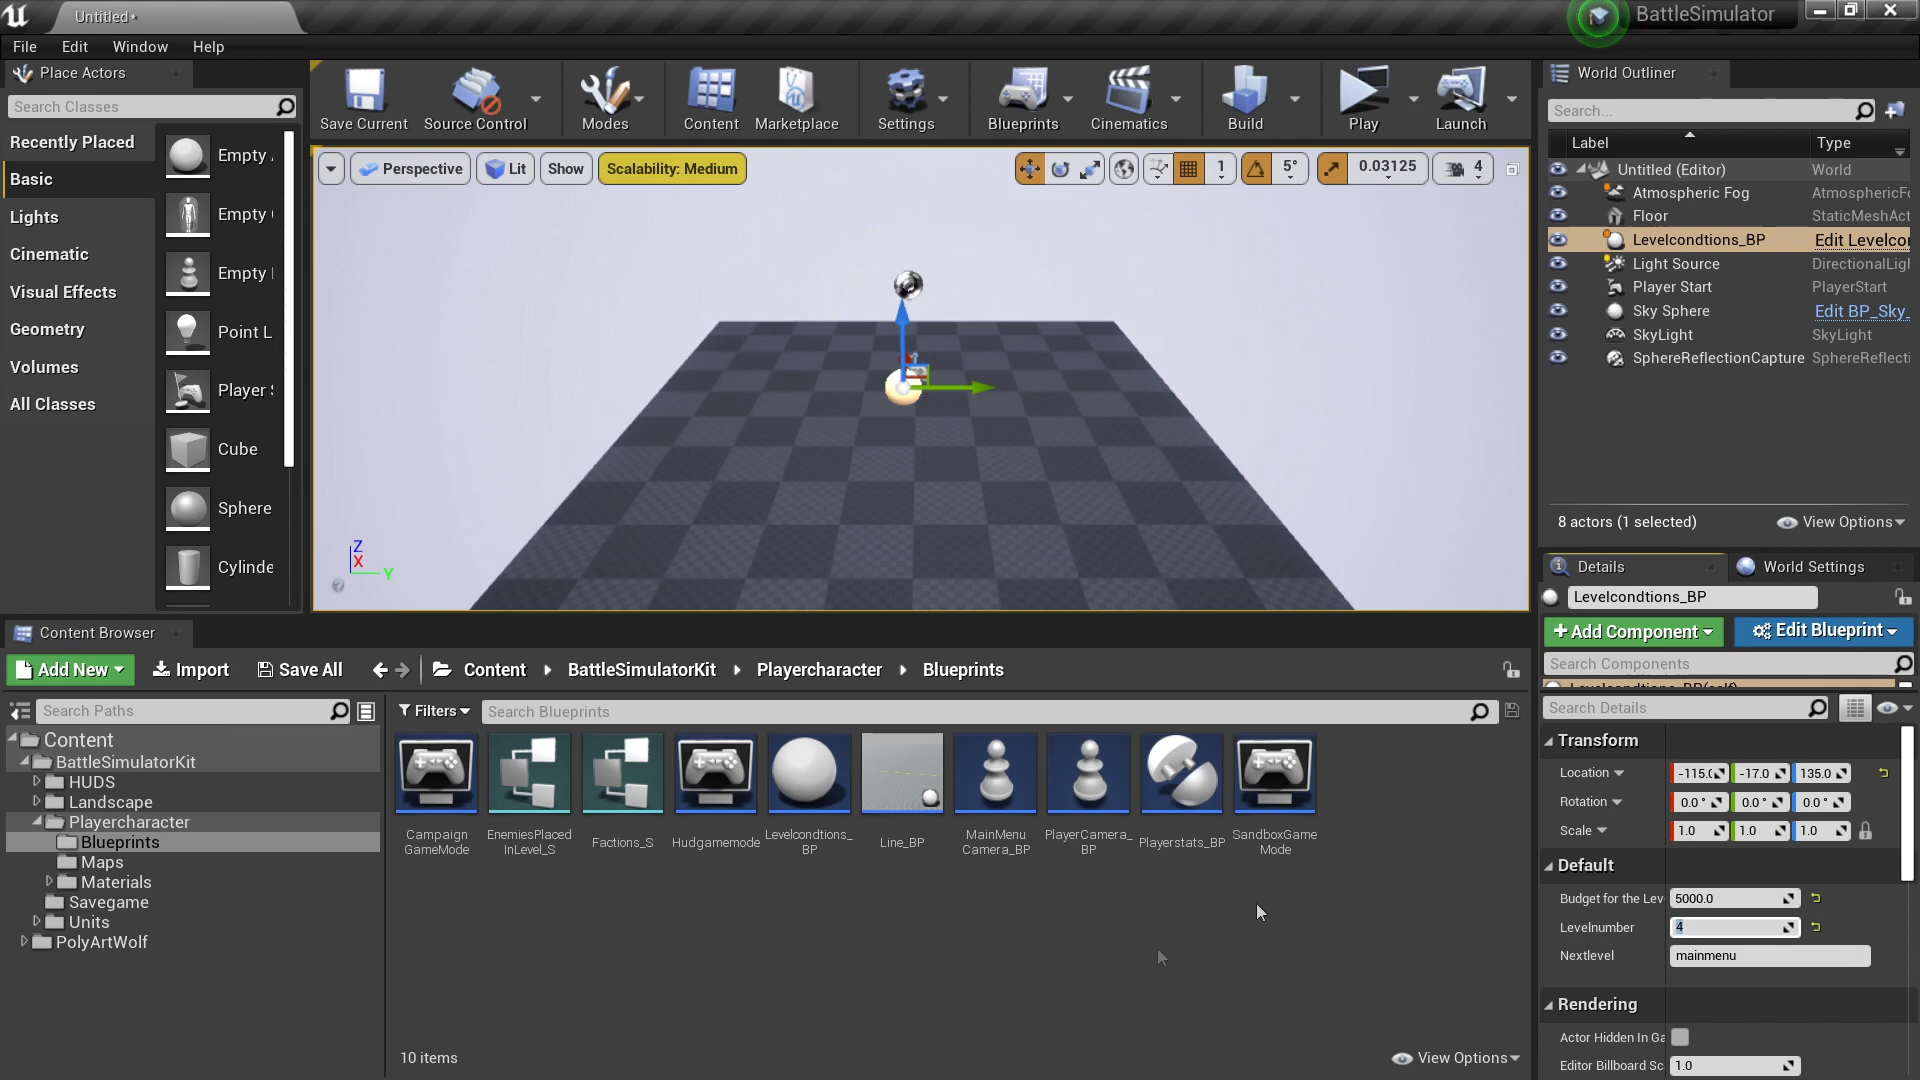 Untitled*
BattleSimulator
File Edit Window Help
Place Actors
Search Classes
Recently Placed
Basic
Lights
Cinematic
Visual Effects
Geometry
Volumes
All Classes
Empty
Empty
Empty
Point L
Player
Cube
Sphere
Cylinde
Save Current
Source Control
Modes
Content
Marketplace
Settings
Blueprints
Cinematics
Build
Play
Launch
Perspective
Lit
Show
Scalability: Medium
1
5°
0.03125
4
Z
X
Y
World Outliner
Search...
Label Type
Untitled (Editor) World
Atmospheric Fog AtmosphericFo
Floor StaticMeshAct
Levelcondtions_BP Edit Levelcor
Light Source DirectionalLigh
Player Start PlayerStart
Sky Sphere Edit BP_Sky_
SkyLight SkyLight
SphereReflectionCapture SphereReflecti
8 actors (1 selected)
View Options
Details
World Settings
Levelcondtions_BP
+Add Component
Edit Blueprint
Search Components
Levelcondtions_BP(self)
Search Details
Transform
Location -115.0 -17.0 135.0
Rotation 0.0 ° 0.0 ° 0.0 °
Scale 1.0 1.0 1.0
Default
Budget for the Lev 5000.0
Levelnumber 4
Nextlevel mainmenu
Rendering
Actor Hidden In Ga
Editor Billboard Sc 1.0
Content Browser
Add New
Import
Save All
Content BattleSimulatorKit Playercharacter Blueprints
Search Paths
Filters
Search Blueprints
Content
BattleSimulatorKit
HUDS
Landscape
Playercharacter
Blueprints
Maps
Materials
Savegame
Units
PolyArtWolf
Campaign
GameMode
EnemiesPlaced
InLevel_S
Factions_S
Hudgamemode
Levelcondtions_
BP
Line_BP
MainMenu
Camera_BP
PlayerCamera_
BP
Playerstats_BP
SandboxGame
Mode
10 items
View Options